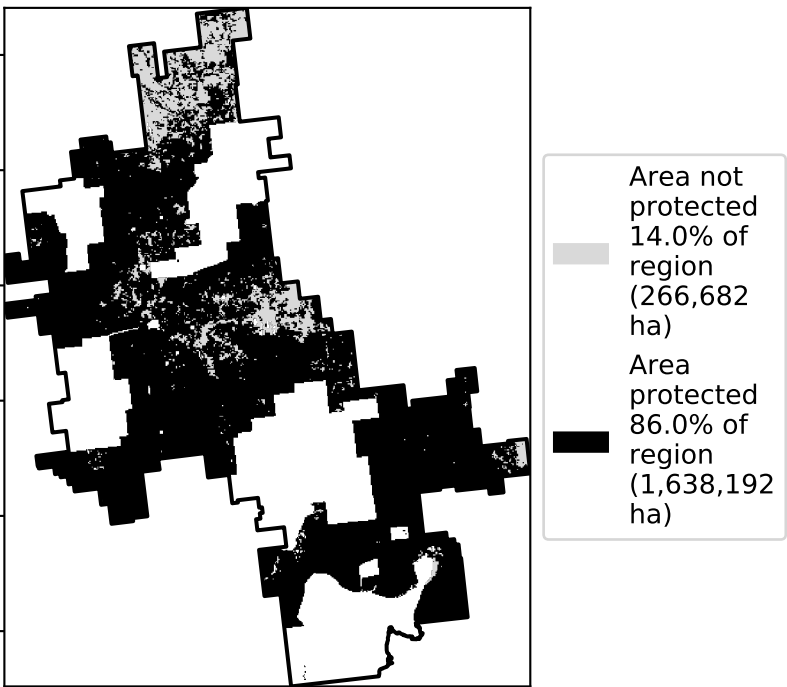 Area not
protected
14.0% of
region
(266,682
ha)
Area
protected
86.0% of
region
(1,638,192
ha)